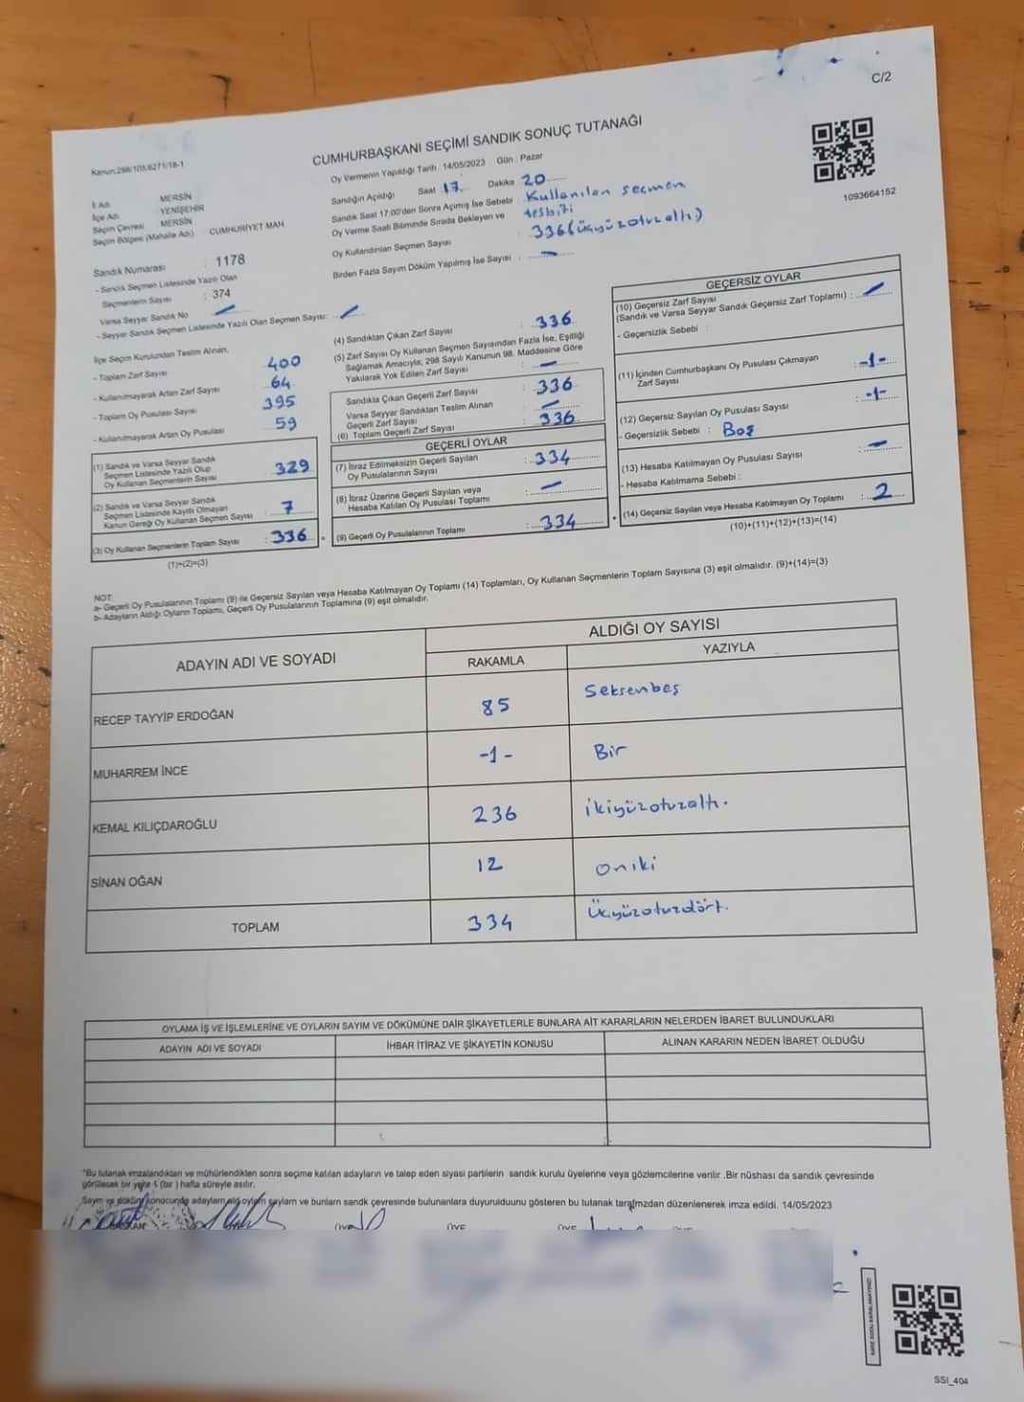 C/2
CUMHURBAŞKANI SEÇİMİ SANDIK SONUÇ TUTANAĞI
Kanun:298/103,6271/18-1
Oy Vermenin Yapıldığı Tarih : 14/05/2023 Gün : Pazar
1093664152
İl Adı : MERSİN
İlçe Adı : YENİŞEHİR
Seçim Çevresi : MERSİN
Seçim Bölgesi (Mahalle Adı) : CUMHURİYET MAH
Sandığın Açıldığı Saat 17 Dakika 20
Sandık Saat 17:00'den Sonra Açılmış İse Sebebi : Kullanılan seçmen
Oy Verme Saati Bitiminde Sırada Bekleyen ve tesbiti
Oy Kullandırılan Seçmen Sayısı : 336 (üçyüzotuzaltı)
Birden Fazla Sayım Döküm Yapılmış İse Sayısı : —
Sandık Numarası : 1178
- Sandık Seçmen Listesinde Yazılı Olan
Seçmenlerin Sayısı : 374
Varsa Seyyar Sandık No
- Seyyar Sandık Seçmen Listesinde Yazılı Olan Seçmen Sayısı:
İlçe Seçim Kurulundan Teslim Alınan,
- Toplam Zarf Sayısı 400
- Kullanılmayarak Artan Zarf Sayısı 64
- Toplam Oy Pusulası Sayısı 395
- Kullanılmayarak Artan Oy Pusulası 59
(1) Sandık ve Varsa Seyyar Sandık
Seçmen Listesinde Yazılı Olup
Oy Kullanan Seçmenlerin Sayısı : 329
(2) Sandık ve Varsa Seyyar Sandık
Seçmen Listesinde Kayıtlı Olmayan
Kanun Gereği Oy Kullanan Seçmen Sayısı : 7
(3) Oy Kullanan Seçmenlerin Toplam Sayısı : 336
(1)+(2)=(3)
(4) Sandıktan Çıkan Zarf Sayısı : 336
(5) Zarf Sayısı Oy Kullanan Seçmen Sayısından Fazla İse, Eşitliği
Sağlamak Amacıyla, 298 Sayılı Kanunun 98. Maddesine Göre
Yakılarak Yok Edilen Zarf Sayısı : —
Sandıkta Çıkan Geçerli Zarf Sayısı : 336
Varsa Seyyar Sandıktan Teslim Alınan
Geçerli Zarf Sayısı : —
(6) Toplam Geçerli Zarf Sayısı : 336
GEÇERLİ OYLAR
(7) İtiraz Edilmeksizin Geçerli Sayılan
Oy Pusulalarının Sayısı : 334
(8) İtiraz Üzerine Geçerli Sayılan veya
Hesaba Katılan Oy Pusulası Toplamı : —
(9) Geçerli Oy Pusulalarının Toplamı : 334
GEÇERSİZ OYLAR
(10) Geçersiz Zarf Sayısı
(Sandık ve Varsa Seyyar Sandık Geçersiz Zarf Toplamı) :
- Geçersizlik Sebebi :
(11) İçinden Cumhurbaşkanı Oy Pusulası Çıkmayan
Zarf Sayısı : -1-
(12) Geçersiz Sayılan Oy Pusulası Sayısı : -1-
- Geçersizlik Sebebi : Boş
(13) Hesaba Katılmayan Oy Pusulası Sayısı : —
- Hesaba Katılmama Sebebi :
(14) Geçersiz Sayılan veya Hesaba Katılmayan Oy Toplamı : 2
(10)+(11)+(12)+(13)=(14)
NOT:
a- Geçerli Oy Pusulalarının Toplamı (9) ile Geçersiz Sayılan veya Hesaba Katılmayan Oy Toplamı (14) Toplamları, Oy Kullanan Seçmenlerin Toplam Sayısına (3) eşit olmalıdır. (9)+(14)=(3)
b- Adayların Aldığı Oyların Toplamı, Geçerli Oy Pusulalarının Toplamına (9) eşit olmalıdır.
ADAYIN ADI VE SOYADI ALDIĞI OY SAYISI
RAKAMLA YAZIYLA
RECEP TAYYİP ERDOĞAN 85 Seksenbeş
MUHARREM İNCE -1- Bir
KEMAL KILIÇDAROĞLU 236 ikiyüzotuzaltı.
SİNAN OĞAN 12 oniki
TOPLAM 334 Üçyüzotuzdört.
OYLAMA İŞ VE İŞLEMLERİNE VE OYLARIN SAYIM VE DÖKÜMÜNE DAİR ŞİKAYETLERLE BUNLARA AİT KARARLARIN NELERDEN İBARET BULUNDUKLARI
ADAYIN ADI VE SOYADI İHBAR İTİRAZ VE ŞİKAYETİN KONUSU ALINAN KARARIN NEDEN İBARET OLDUĞU
*Bu tutanak imzalandıktan ve mühürlendikten sonra seçime katılan adayların ve talep eden siyasi partilerin sandık kurulu üyelerine veya gözlemcilerine verilir .Bir nüshası da sandık çevresinde
görülecek bir yere 1 (bir ) hafta süreyle asılır.
Sayım ve döküm sonucunda adayların oyları ve bunların sandık çevresinde bulunanlara duyurulduunu gösteren bu tutanak tarafımızdan düzenlenerek imza edildi. 14/05/2023
ÜYE ÜYE
SSI_404